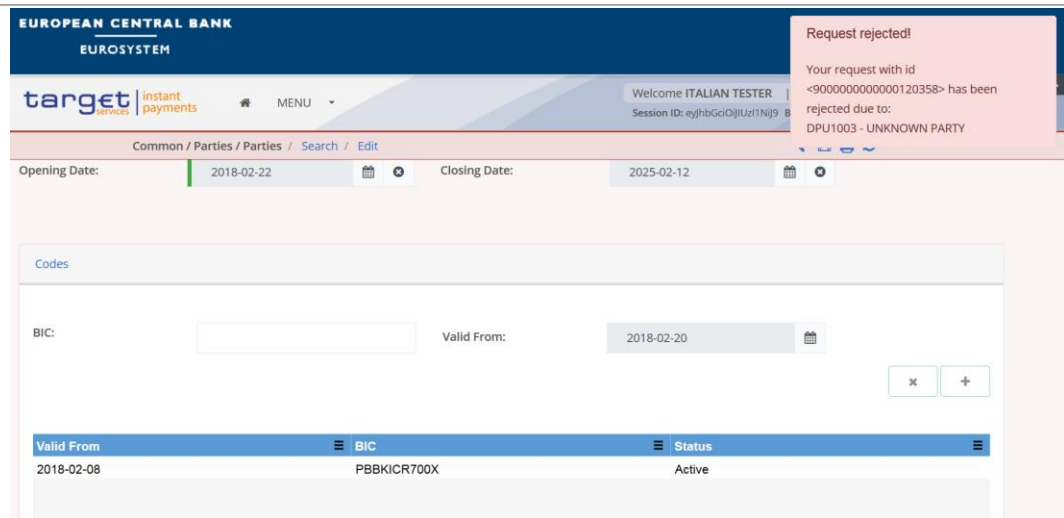 EUROPEAN CENTRAL BANK
EUROSYSTEM
Request rejected!
Your request with id
<9000000000000120358> has been
rejected due to:
DPU1003 - UNKNOWN PARTY
target services instant payments
MENU
Welcome ITALIAN TESTER |
Session ID: eyJhbGciOiJIUzI1NiJ9 B
Common / Parties / Parties / Search / Edit
Opening Date: 2018-02-22 Closing Date: 2025-02-12
Codes
BIC: Valid From: 2018-02-20
Valid From BIC Status
2018-02-08 PBBKICR700X Active